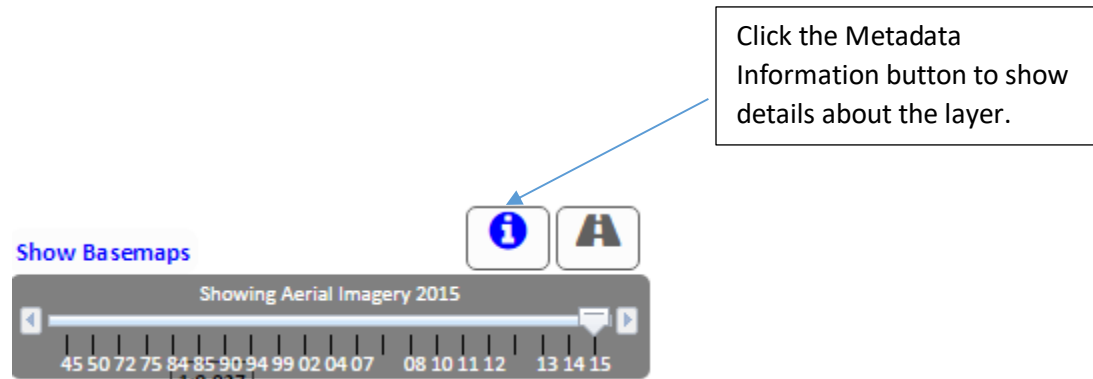 Click the Metadata
Information button to show
details about the layer.
Show Basemaps
Showing Aerial Imagery 2015
45 50 72 75 84 85 90 94 99 02 04 07 08 10 11 12 13 14 15